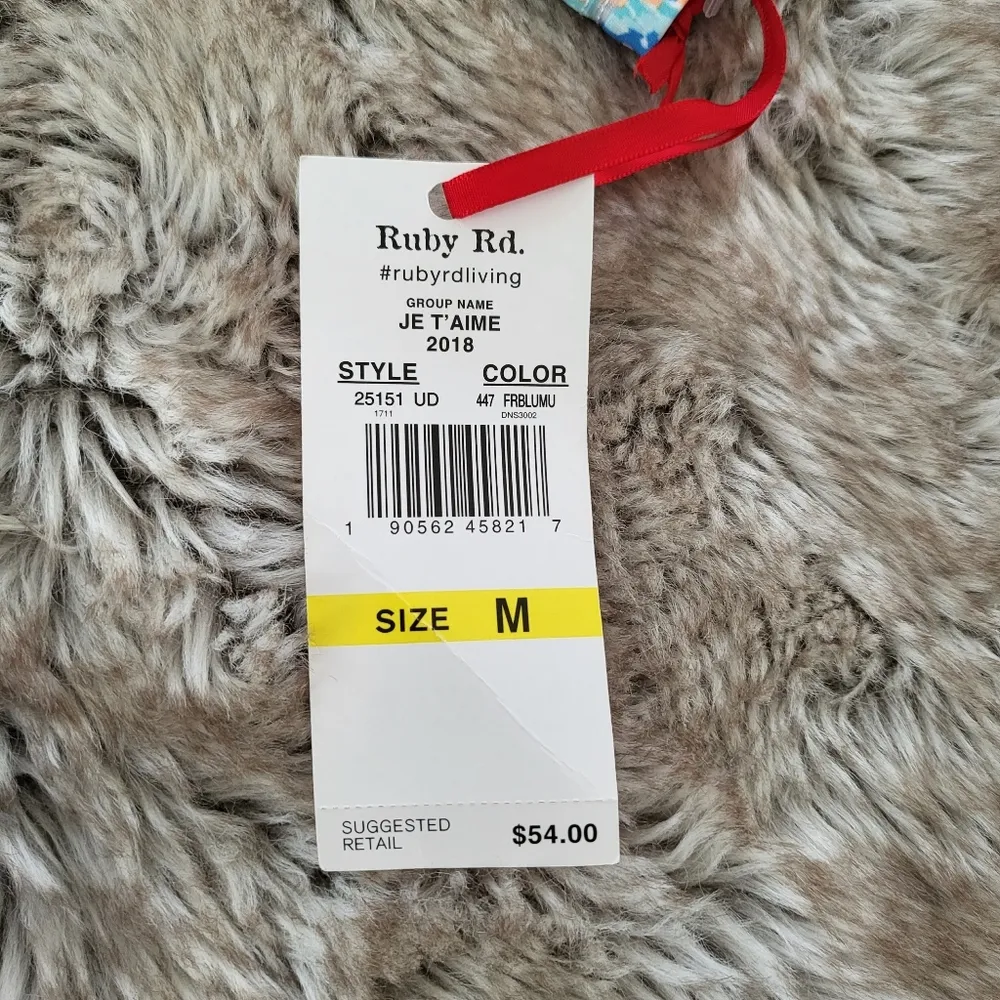 Ruby Rd.
#rubyrdliving
GROUP NAME
JE T'AIME
2018
STYLE COLOR
25151 UD 447 FRBLUMU
1711 DNS3002
1 90562 45821 7
SIZE M
SUGGESTED
RETAIL $54.00